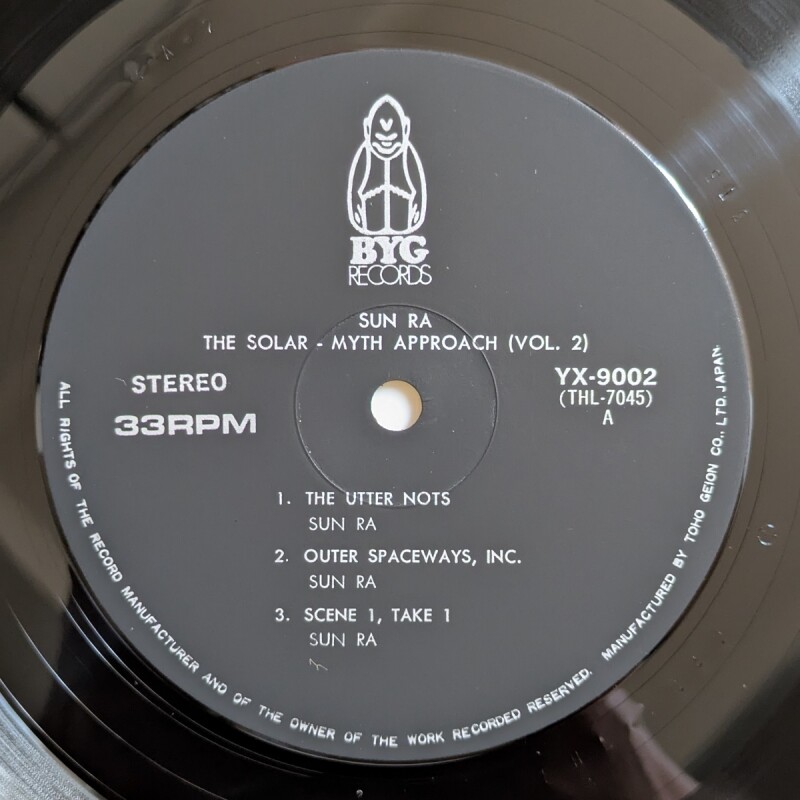 BYG
RECORDS
SUN RA
THE SOLAR - MYTH APPROACH (VOL. 2)
STEREO
33RPM
YX-9002
(THL-7045)
A
1. THE UTTER NOTS
SUN RA
2. OUTER SPACEWAYS, INC.
SUN RA
3. SCENE 1, TAKE 1
SUN RA
ALL RIGHTS OF THE RECORD MANUFACTURER AND OF THE OWNER OF THE WORK RECORDED RESERVED. MANUFACTURED BY TOHO GEION CO., LTD. JAPAN.